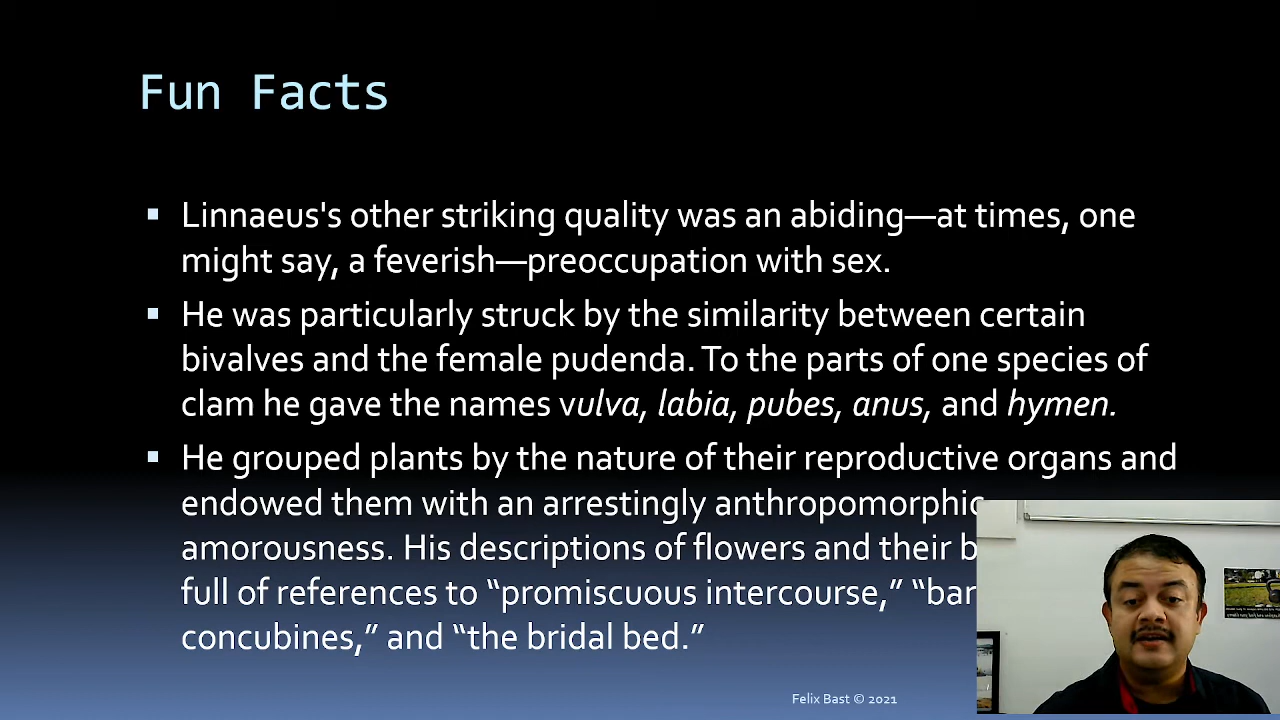 Fun Facts
▪ Linnaeus's other striking quality was an abiding—at times, one
might say, a feverish—preoccupation with sex.
▪ He was particularly struck by the similarity between certain
bivalves and the female pudenda. To the parts of one species of
clam he gave the names vulva, labia, pubes, anus, and hymen.
▪ He grouped plants by the nature of their reproductive organs and
endowed them with an arrestingly anthropomorphic
amorousness. His descriptions of flowers and their
full of references to “promiscuous intercourse,”
concubines,” and “the bridal bed.”
Felix Bast © 2021